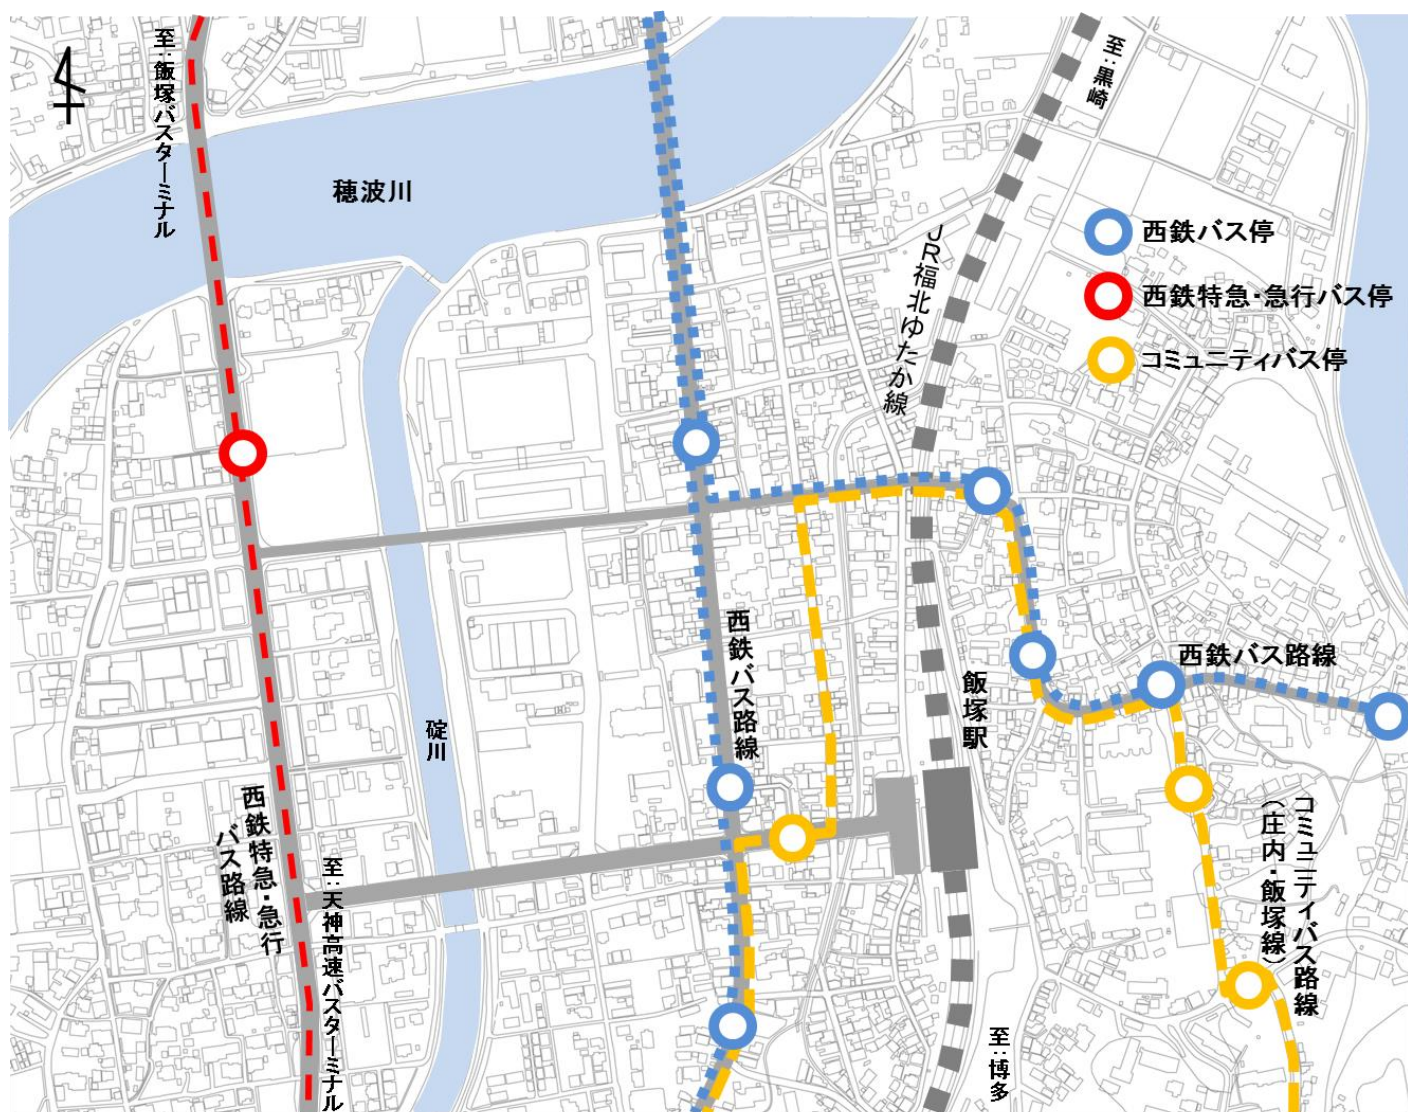 至:飯塚バスターミナル
至:黒崎
穂波川
JR福北ゆたか線
西鉄バス停
西鉄特急・急行バス停
コミュニティバス停
西鉄バス路線
西鉄バス路線
飯塚駅
碇川
西鉄特急・急行
バス路線
至:天神高速バスターミナル
コミュニティバス路線
(庄内・飯塚線)
至:博多